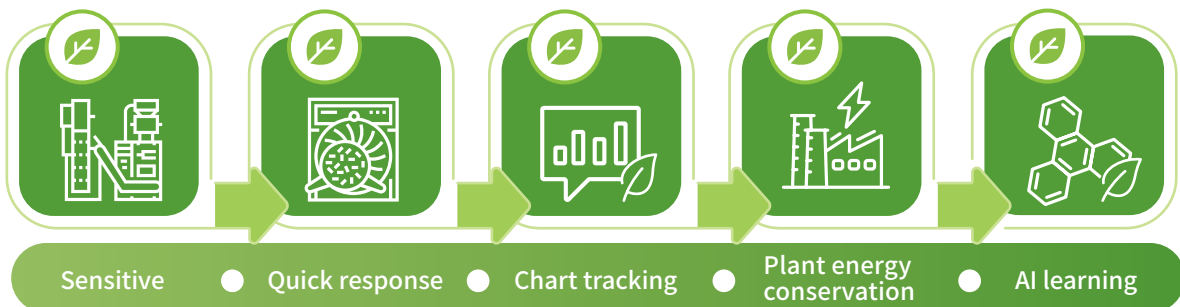 Sensitive
Quick response
Chart tracking
Plant energy
conservation
AI learning